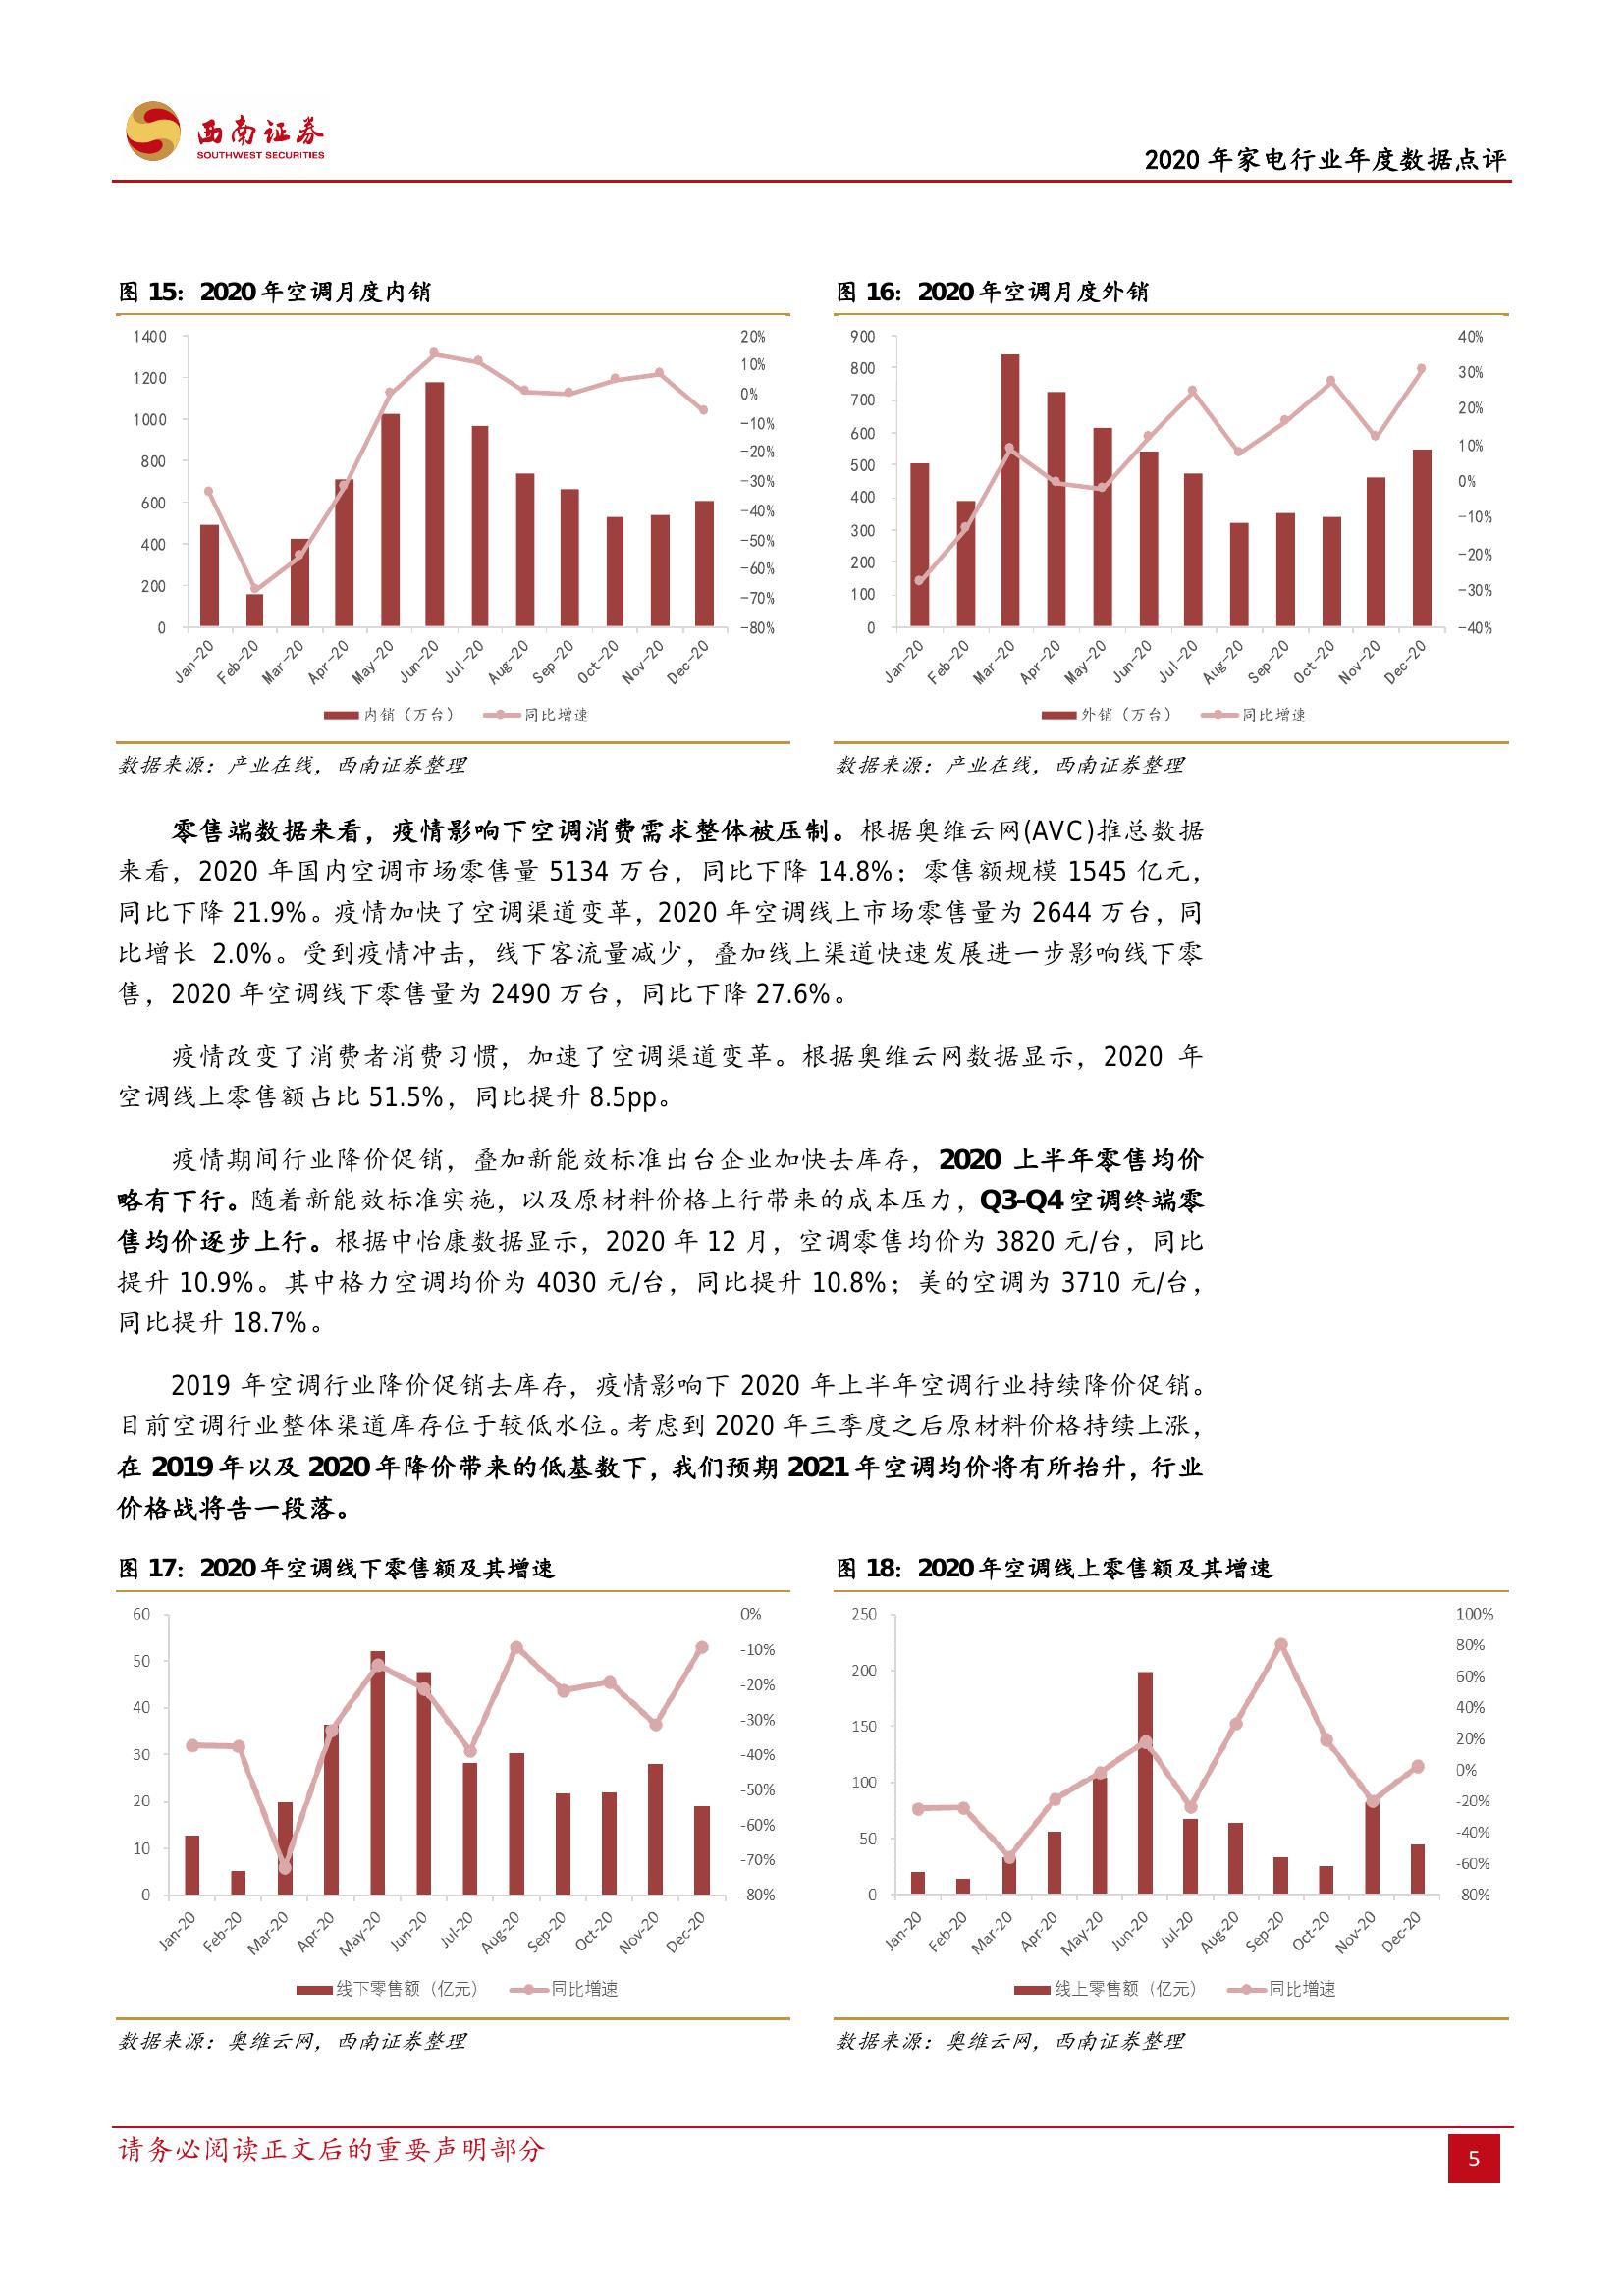 西南证券
SOUTHWEST SECURITIES
2020 年家电行业年度数据点评
图 15：2020 年空调月度内销
1400
1200
1000
800
600
400
200
0
20%
10%
0%
-10%
-20%
-30%
-40%
-50%
-60%
-70%
-80%
Jan-20 Feb-20 Mar-20 Apr-20 May-20 Jun-20 Jul-20 Aug-20 Sep-20 Oct-20 Nov-20 Dec-20
内销（万台） 同比增速
数据来源：产业在线，西南证券整理
图 16：2020 年空调月度外销
900
800
700
600
500
400
300
200
100
0
40%
30%
20%
10%
0%
-10%
-20%
-30%
-40%
Jan-20 Feb-20 Mar-20 Apr-20 May-20 Jun-20 Jul-20 Aug-20 Sep-20 Oct-20 Nov-20 Dec-20
外销（万台） 同比增速
数据来源：产业在线，西南证券整理
零售端数据来看，疫情影响下空调消费需求整体被压制。根据奥维云网(AVC)推总数据
来看，2020 年国内空调市场零售量 5134 万台，同比下降 14.8%；零售额规模 1545 亿元，
同比下降 21.9%。疫情加快了空调渠道变革，2020 年空调线上市场零售量为 2644 万台，同
比增长 2.0%。受到疫情冲击，线下客流量减少，叠加线上渠道快速发展进一步影响线下零
售，2020 年空调线下零售量为 2490 万台，同比下降 27.6%。
疫情改变了消费者消费习惯，加速了空调渠道变革。根据奥维云网数据显示，2020 年
空调线上零售额占比 51.5%，同比提升 8.5pp。
疫情期间行业降价促销，叠加新能效标准出台企业加快去库存，2020 上半年零售均价
略有下行。随着新能效标准实施，以及原材料价格上行带来的成本压力，Q3-Q4 空调终端零
售均价逐步上行。根据中怡康数据显示，2020 年 12 月，空调零售均价为 3820 元/台，同比
提升 10.9%。其中格力空调均价为 4030 元/台，同比提升 10.8%；美的空调为 3710 元/台，
同比提升 18.7%。
2019 年空调行业降价促销去库存，疫情影响下 2020 年上半年空调行业持续降价促销。
目前空调行业整体渠道库存位于较低水位。考虑到 2020 年三季度之后原材料价格持续上涨，
在 2019 年以及 2020 年降价带来的低基数下，我们预期 2021 年空调均价将有所抬升，行业
价格战将告一段落。
图 17：2020 年空调线下零售额及其增速
60
50
40
30
20
10
0
0%
-10%
-20%
-30%
-40%
-50%
-60%
-70%
-80%
Jan-20 Feb-20 Mar-20 Apr-20 May-20 Jun-20 Jul-20 Aug-20 Sep-20 Oct-20 Nov-20 Dec-20
线下零售额（亿元） 同比增速
数据来源：奥维云网，西南证券整理
图 18：2020 年空调线上零售额及其增速
250
200
150
100
50
0
100%
80%
60%
40%
20%
0%
-20%
-40%
-60%
-80%
Jan-20 Feb-20 Mar-20 Apr-20 May-20 Jun-20 Jul-20 Aug-20 Sep-20 Oct-20 Nov-20 Dec-20
线上零售额（亿元） 同比增速
数据来源：奥维云网，西南证券整理
请务必阅读正文后的重要声明部分
5